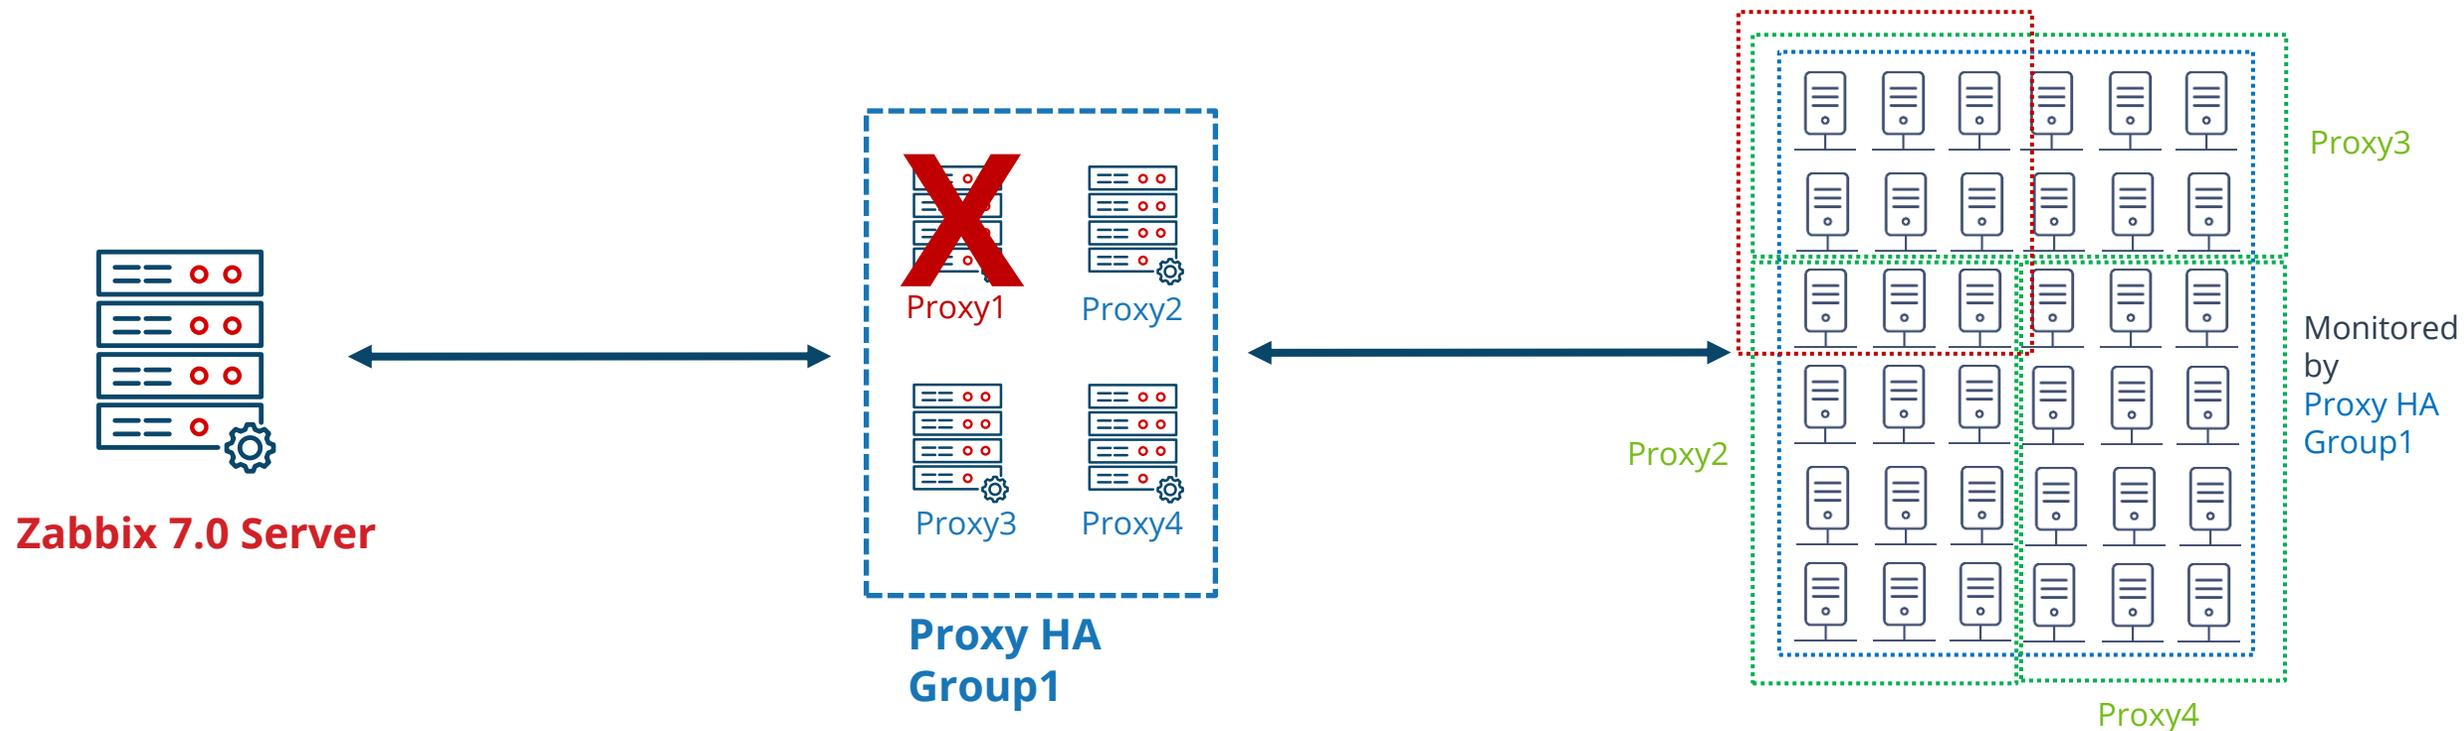 Zabbix 7.0 Server
Proxy1
Proxy2
Proxy3
Proxy4
Proxy HA
Group1
Proxy3
Monitored
by
Proxy HA
Group1
Proxy2
Proxy4